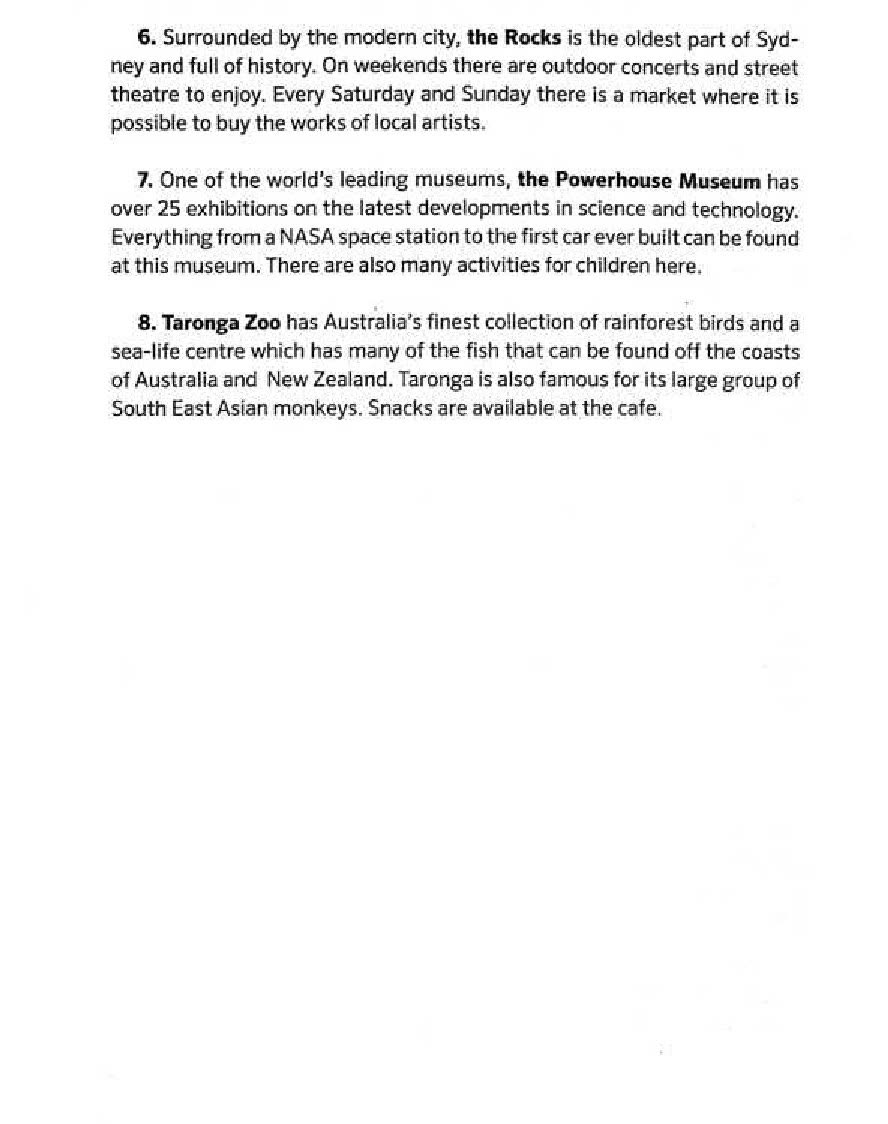 6. Surrounded by the modern city, the Rocks is the oldest part of Syd-
ney and full of history. On weekends there are outdoor concerts and street
theatre to enjoy. Every Saturday and Sunday there is a market where it is
possible to buy the works of local artists.
7. One of the world's leading museums, the Powerhouse Museum has
over 25 exhibitions on the latest developments in science and technology.
Everything from a NASA space station to the first car ever built can be found
at this museum. There are also many activities for children here.
8. Taronga Zoo has Australia's finest collection of rainforest birds and a
sea-life centre which has many of the fish that can be found off the coasts
of Australia and New Zealand. Taronga is also famous for its large group of
South East Asian monkeys. Snacks are available at the cafe.